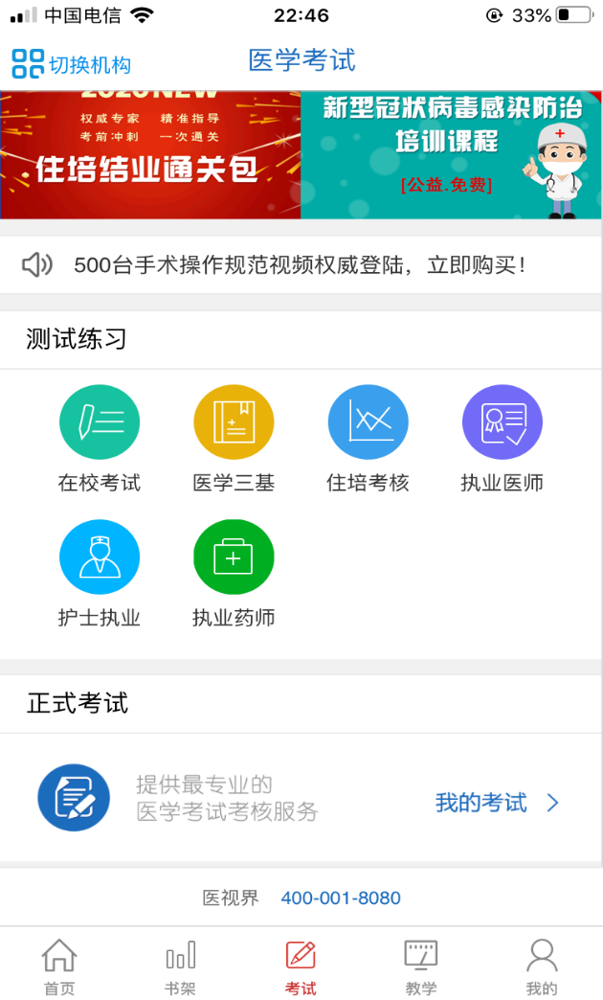 中国电信
22:46
33%
切换机构
医学考试
2020 NEW
权威专家 精准指导
考前冲刺 一次通关
住培结业通关包
新型冠状病毒感染防治
培训课程
[公益.免费]
500台手术操作规范视频权威登陆，立即购买！
测试练习
在校考试
医学三基
住培考核
执业医师
护士执业
执业药师
正式考试
提供最专业的
医学考试考核服务
我的考试
医视界 400-001-8080
首页
书架
考试
教学
我的